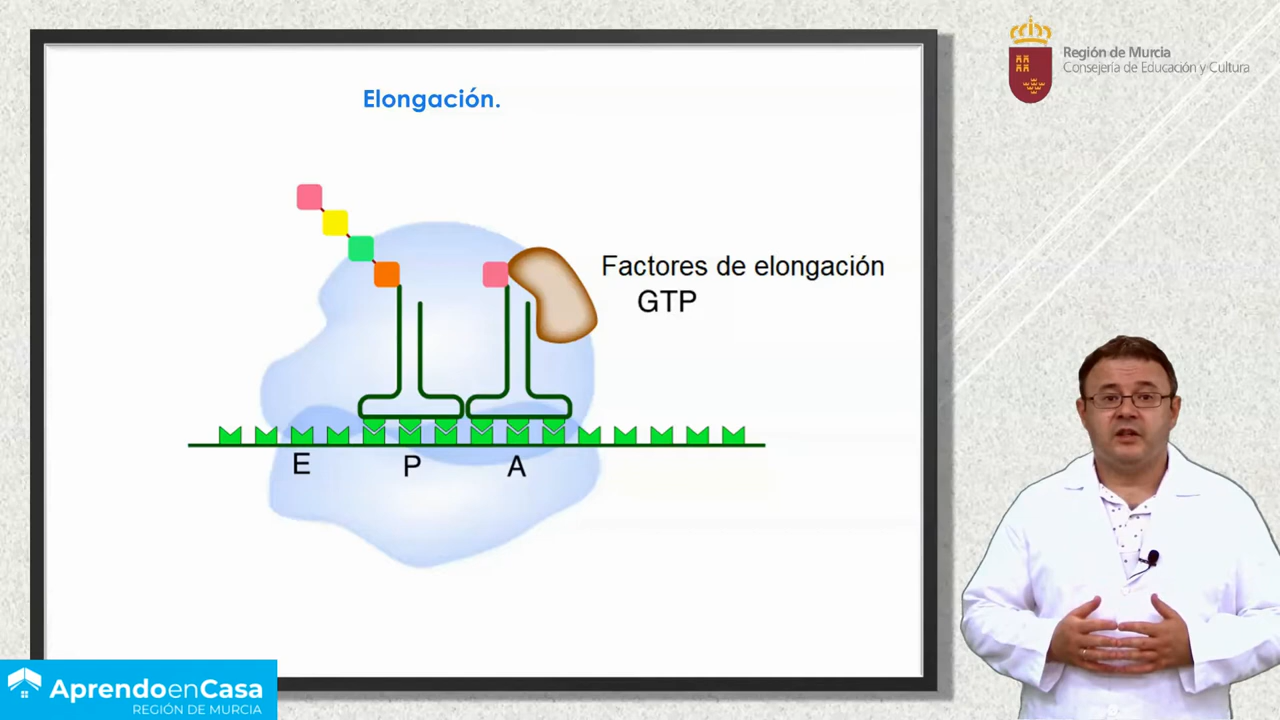 Región de Murcia
Consejería de Educación y Cultura
Elongación.
Factores de elongación
GTP
E P A
AprendoenCasa
REGIÓN DE MURCIA